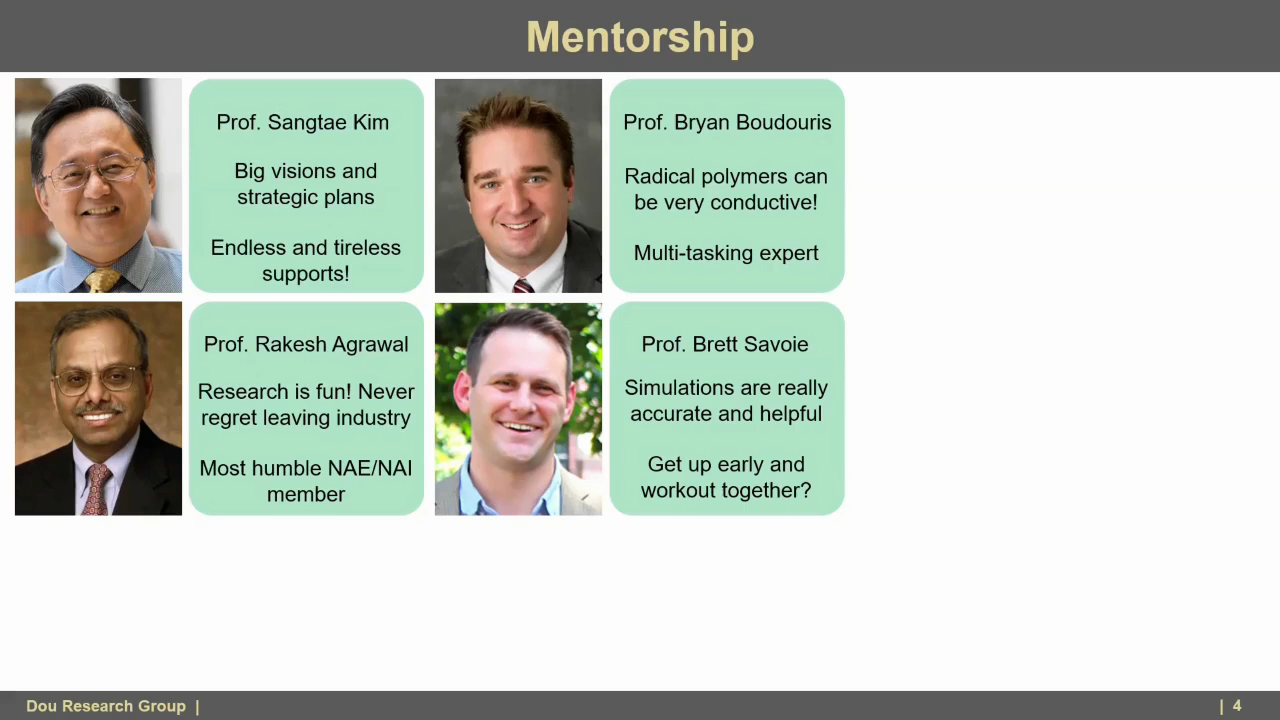 Mentorship
Prof. Sangtae Kim
Big visions and
strategic plans
Endless and tireless
supports!
Prof. Bryan Boudouris
Radical polymers can
be very conductive!
Multi-tasking expert
Prof. Rakesh Agrawal
Research is fun! Never
regret leaving industry
Most humble NAE/NAI
member
Prof. Brett Savoie
Simulations are really
accurate and helpful
Get up early and
workout together?
Dou Research Group |
| 4